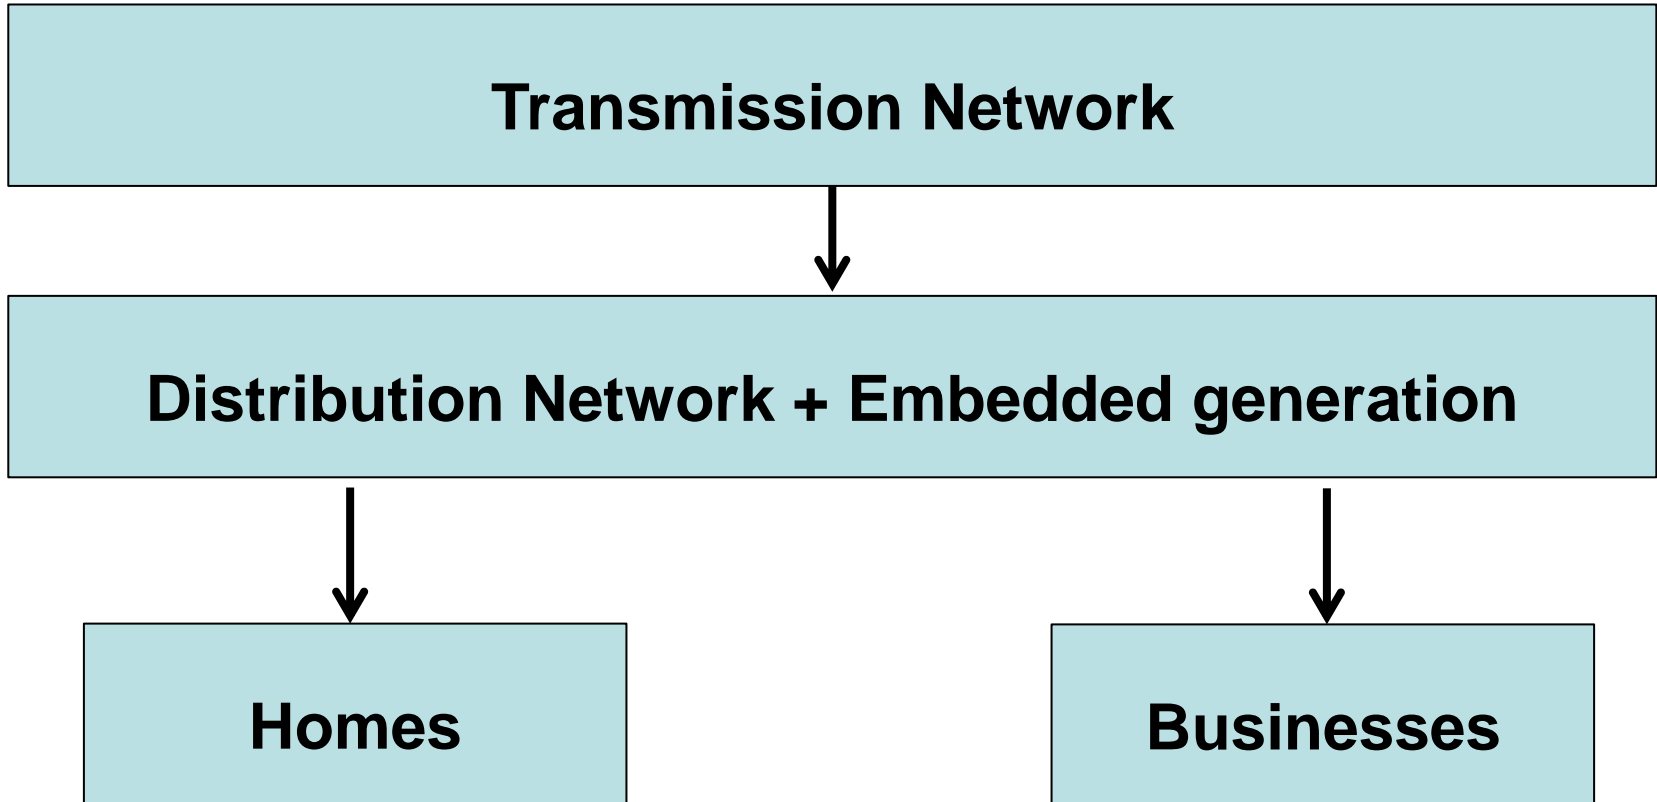 Transmission Network
Distribution Network + Embedded generation
Homes
Businesses